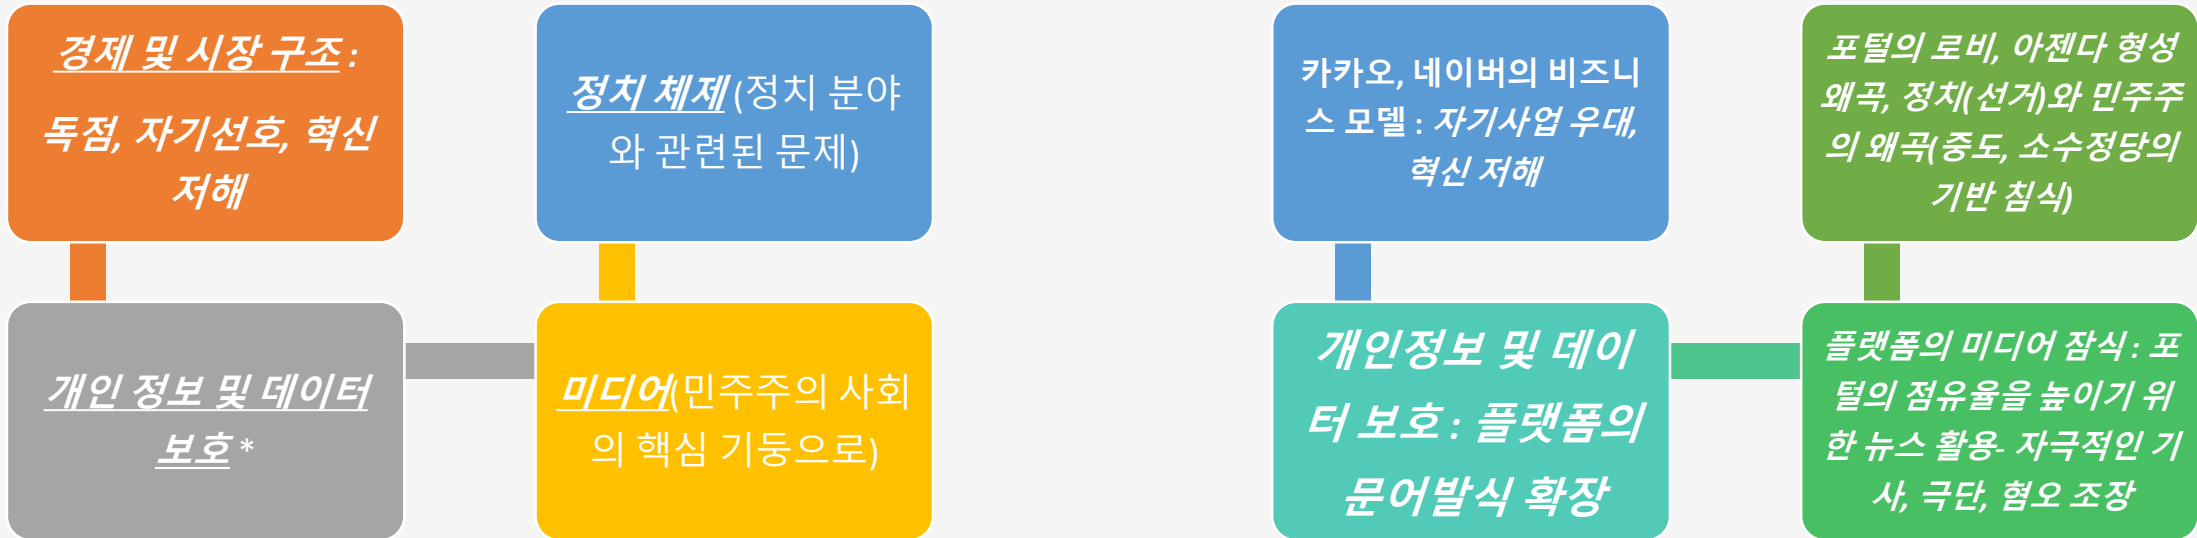 경제 및 시장 구조 :
독점, 자기선호, 혁신
저해
개인 정보 및 데이터
보호 *
미디어(민주주의 사회
의 핵심 기둥으로)
정치 체제 (정치 분야
와 관련된 문제)
카카오, 네이버의 비즈니
스 모델 : 자기사업 우대,
혁신 저해
개인정보 및 데이
터 보호 : 플랫폼의
문어발식 확장
플랫폼의 미디어 잠식 : 포
털의 점유율을 높이기 위
한 뉴스 활용- 자극적인 기
사, 극단, 혐오 조장
포털의 로비, 아젠다 형성
왜곡, 정치(선거)와 민주주
의 왜곡(중도, 소수정당의
기반 침식)